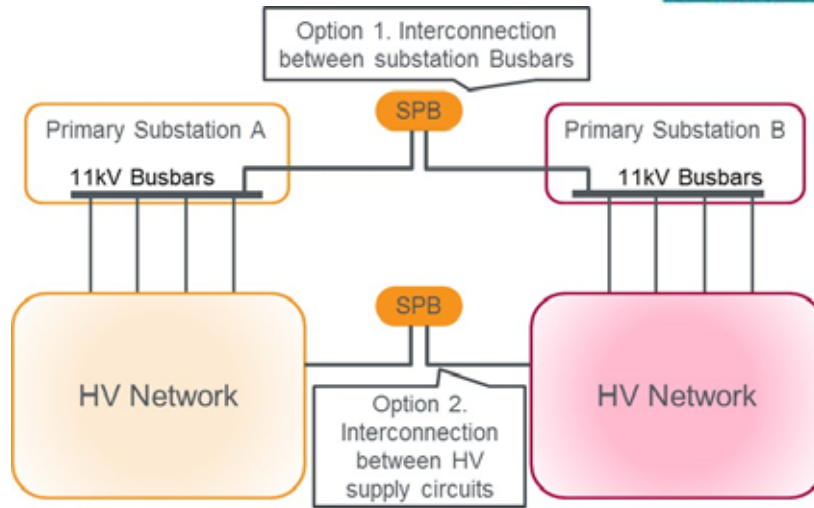 Option 1. Interconnection
between substation Busbars
SPB
Primary Substation A
11kV Busbars
Primary Substation B
11kV Busbars
SPB
HV Network
HV Network
Option 2.
Interconnection
between HV
supply circuits